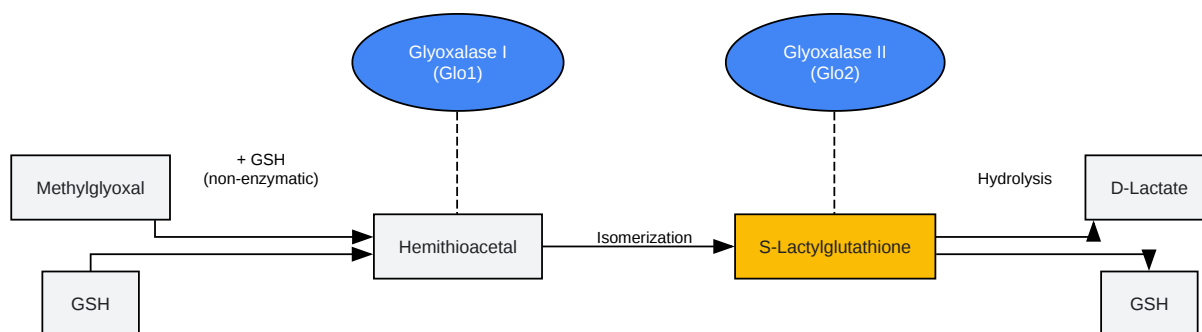 Glyoxalase I
(Glo1)
Glyoxalase II
(Glo2)
+ GSH
(non-enzymatic)
Methylglyoxal
Hydrolysis
D-Lactate
Hemithioacetal
Isomerization
S-Lactylglutathione
GSH
GSH